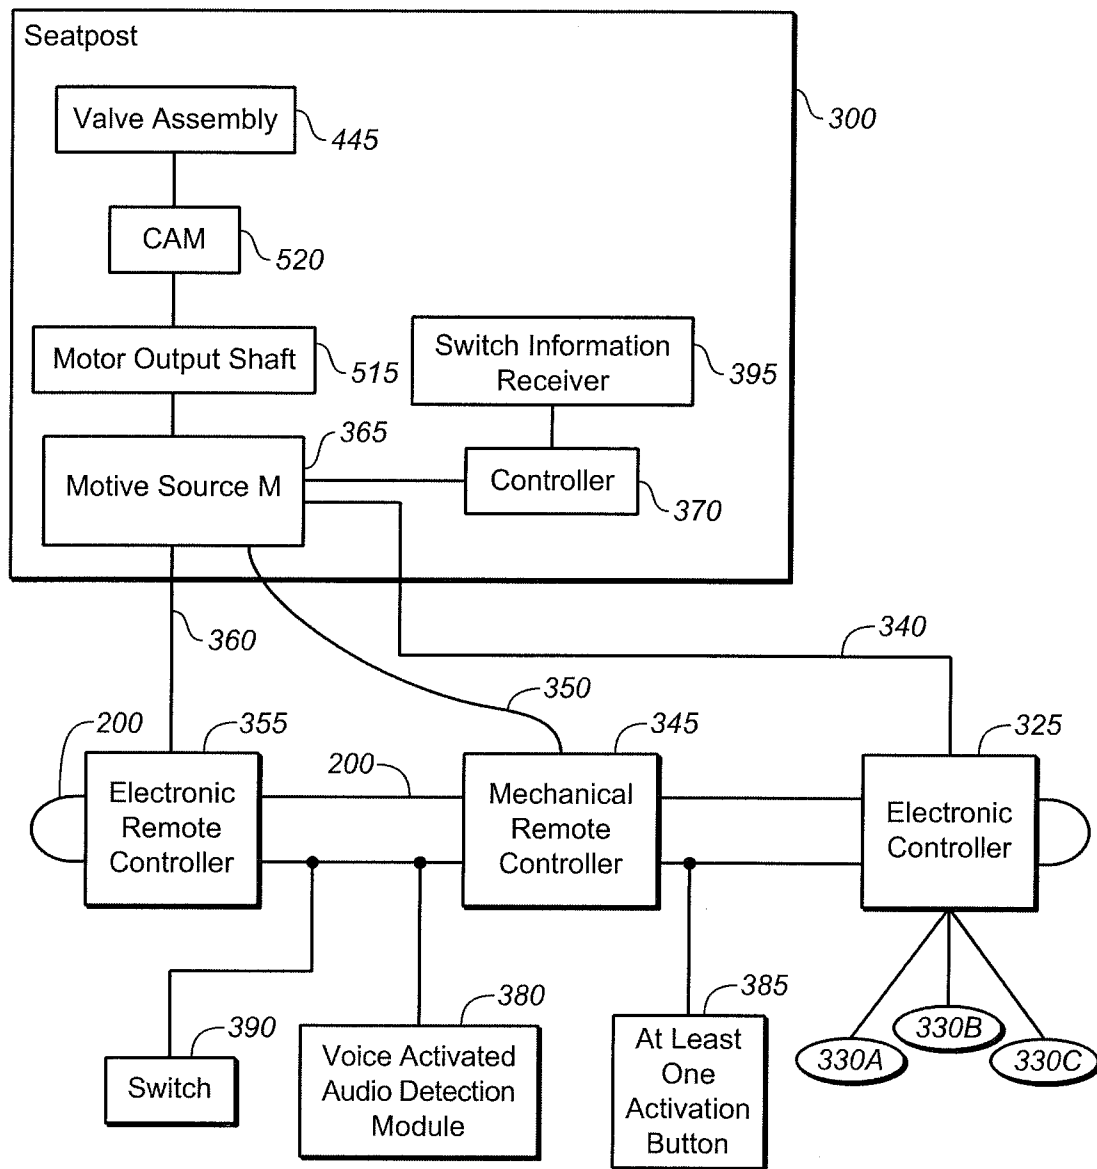 Seatpost
300
Valve Assembly
445
CAM
520
Motor Output Shaft
515
Switch Information
Receiver
395
365
Motive Source M
Controller
370
360
340
350
200
355
200
345
325
Electronic
Remote
Controller
Mechanical
Remote
Controller
Electronic
Controller
390
Switch
380
Voice Activated
Audio Detection
Module
385
At Least
One
Activation
Button
330A
330B
330C